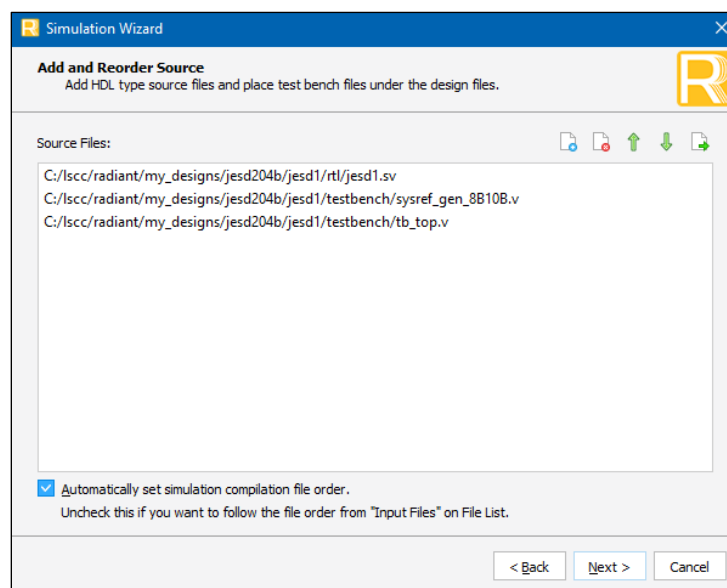 Simulation Wizard
Add and Reorder Source
Add HDL type source files and place test bench files under the design files.
Source Files:
C:/lscc/radiant/my_designs/jesd204b/jesd1/rtl/jesd1.sv
C:/lscc/radiant/my_designs/jesd204b/jesd1/testbench/sysref_gen_8B10B.v
C:/lscc/radiant/my_designs/jesd204b/jesd1/testbench/tb_top.v
Automatically set simulation compilation file order.
Uncheck this if you want to follow the file order from "Input Files" on File List.
< Back Next > Cancel